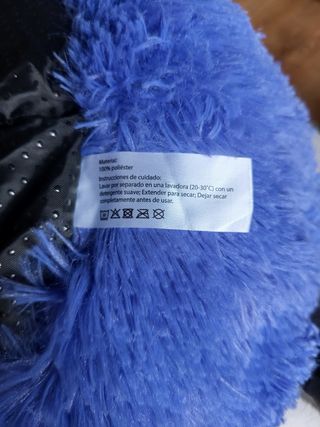 Material:
100% poliéster
Instrucciones de cuidado:
Lavar por separado en una lavadora (20-30˚C) con un
detergente suave; Extender para secar; Dejar secar
completamente antes de usar.